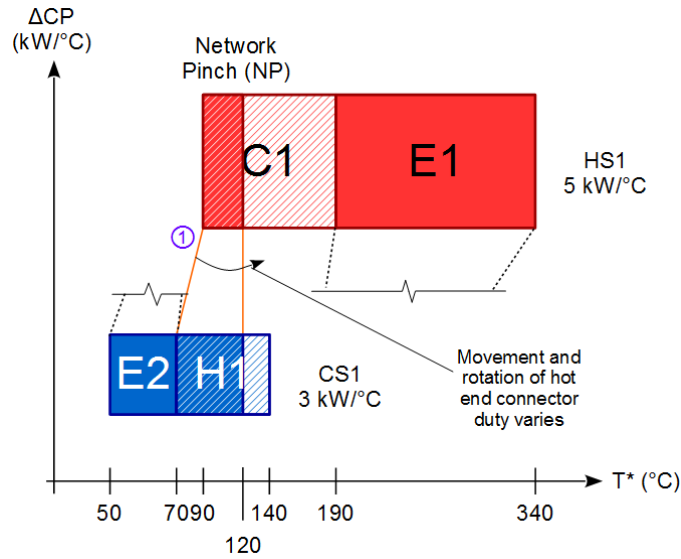 ΔCP
(kW/°C)
Network
Pinch (NP)
C1
E1
HS1
5 kW/°C
1
E2
H1
CS1
3 kW/°C
Movement and
rotation of hot
end connector
duty varies
T* (°C)
50
70
90
120
140
190
340